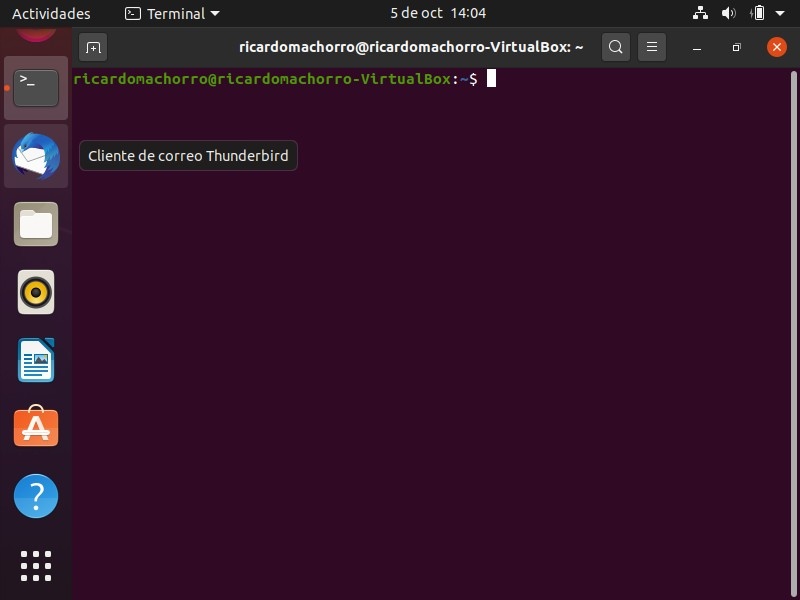 Actividades
Terminal
5 de oct 14:04
ricardomachorro@ricardomachorro-VirtualBox: ~
ricardomachorro@ricardomachorro-VirtualBox:~$
Cliente de correo Thunderbird